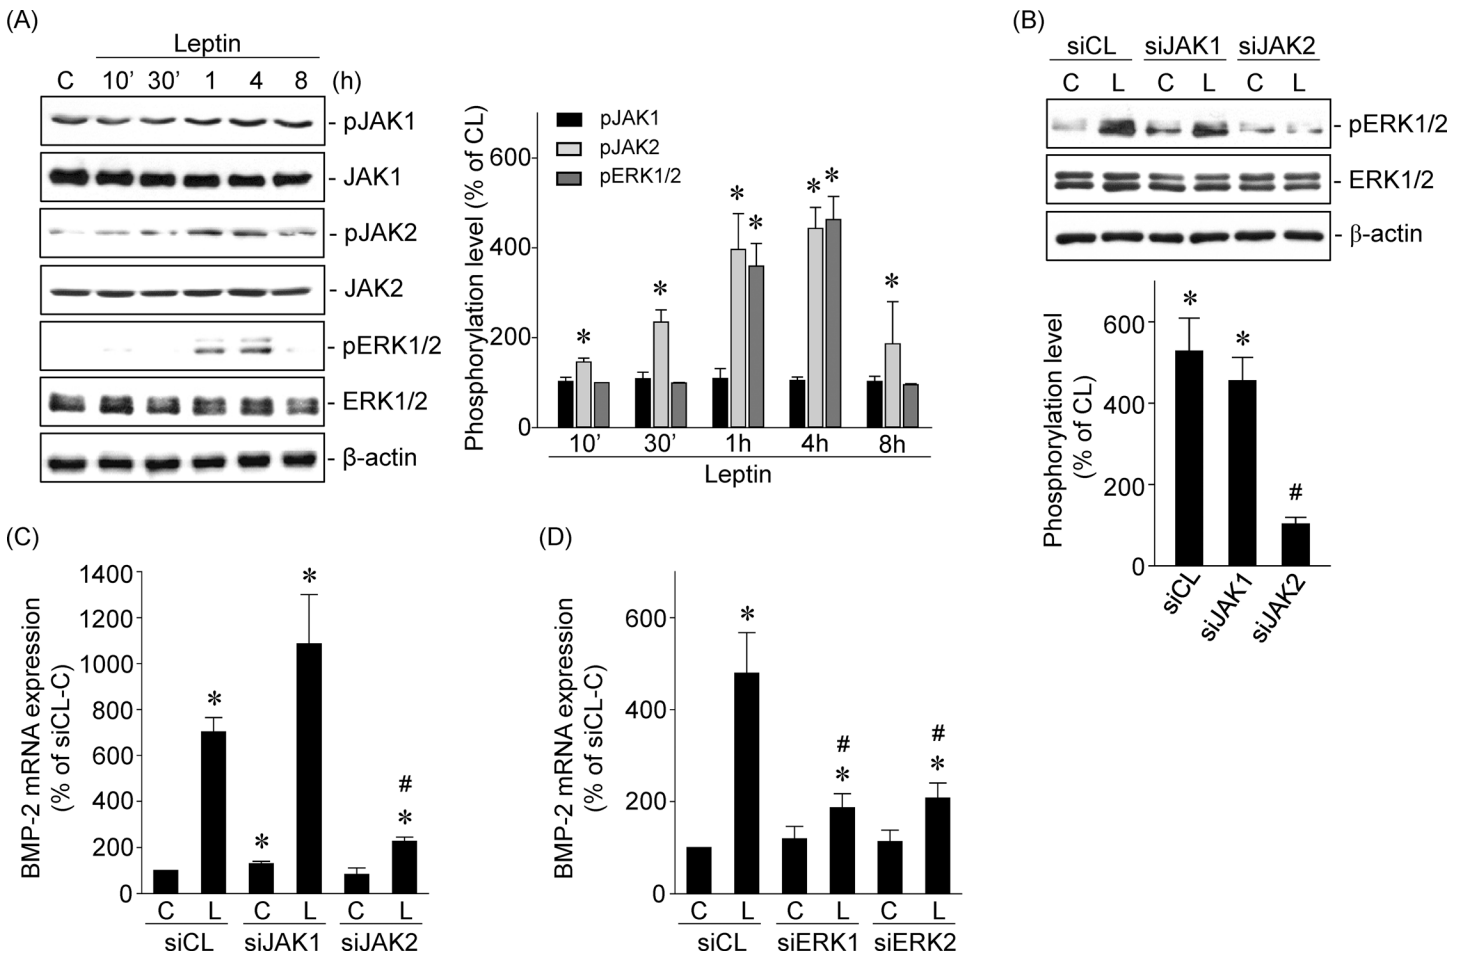 (A)
Leptin
C 10’ 30’ 1 4 8 (h)
- pJAK1
- JAK1
- pJAK2
- JAK2
- pERK1/2
- ERK1/2
- β-actin
Phosphorylation level (% of CL)
600
400
200
0
pJAK1
pJAK2
pERK1/2
*
*
* *
* *
*
10’ 30’ 1h 4h 8h
Leptin
(B)
siCL siJAK1 siJAK2
C L C L C L
- pERK1/2
- ERK1/2
- β-actin
Phosphorylation level
(% of CL)
600
400
200
0
*
*
#
siCL
siJAK1
siJAK2
(C)
BMP-2 mRNA expression
(% of siCL-C)
1400
1200
1000
800
600
400
200
0
*
*
*
#
*
C L C L C L
siCL siJAK1 siJAK2
(D)
BMP-2 mRNA expression
(% of siCL-C)
600
400
200
0
*
#
*
#
*
C L C L C L
siCL siERK1 siERK2